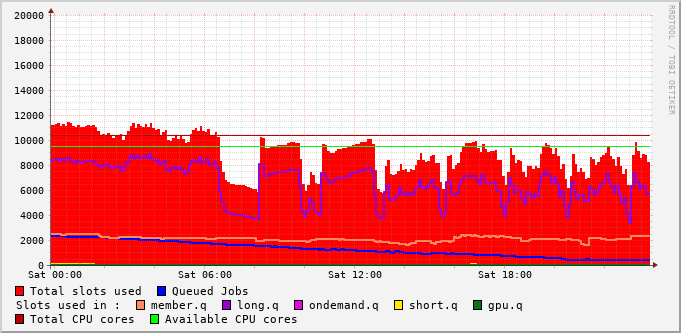 20000
18000
16000
14000
12000
10000
8000
6000
4000
2000
0
Sat 00:00 Sat 06:00 Sat 12:00 Sat 18:00
Total slots used Queued Jobs
Slots used in : member.q long.q ondemand.q short.q gpu.q
Total CPU cores Available CPU cores
RRDTOOL / TOBI OETIKER